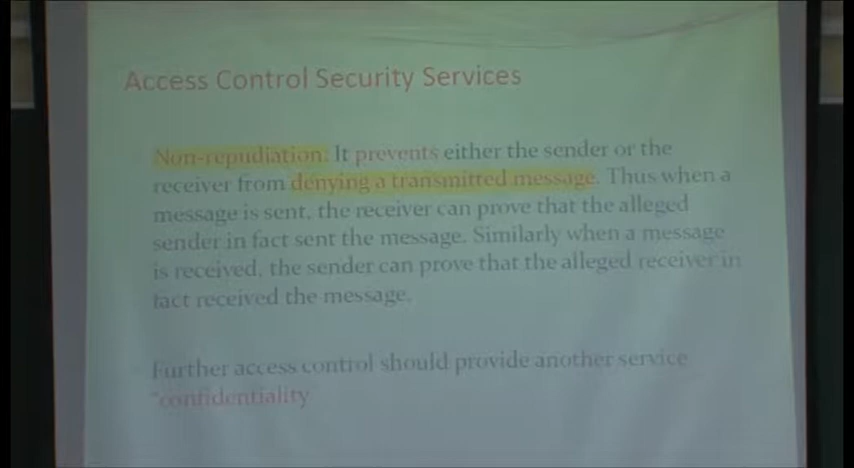 Access Control Security Services
Non-repudiation: It prevents either the sender or the
receiver from denying a transmitted message. Thus when a
message is sent, the receiver can prove that the alleged
sender in fact sent the message. Similarly when a message
is received, the sender can prove that the alleged receiver in
fact received the message.
Further access control should provide another service
"confidentiality